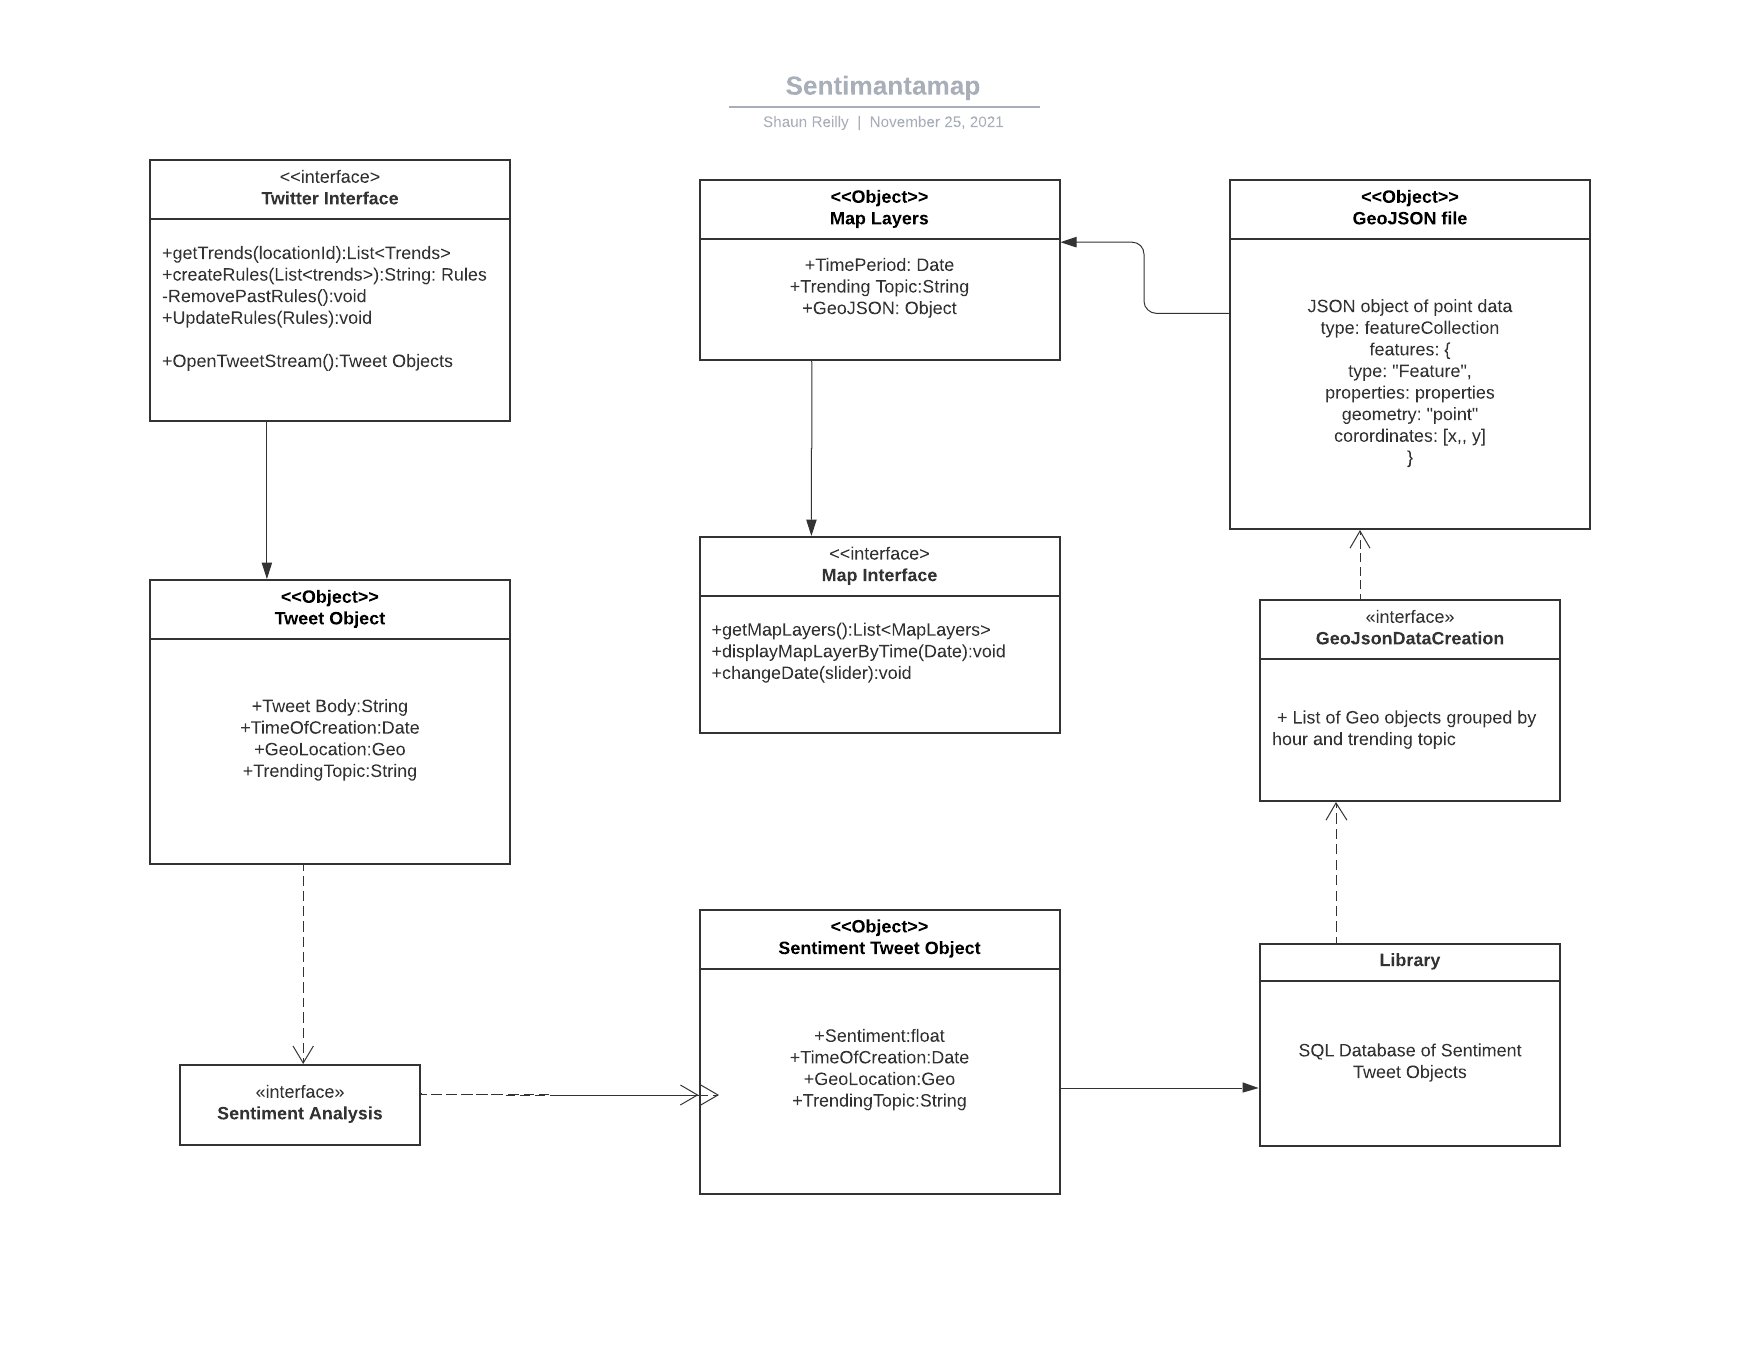 Sentimantamap
Shaun Reilly | November 25, 2021
<<interface>
Twitter Interface
+getTrends(locationId):List<Trends>
+createRules(List<trends>):String: Rules
-RemovePastRules():void
+UpdateRules(Rules):void
+OpenTweetStream():Tweet Objects
<<Object>>
Map Layers
+TimePeriod: Date
+Trending Topic:String
+GeoJSON: Object
<<Object>>
GeoJSON file
JSON object of point data
type: featureCollection
features: {
type: "Feature",
properties: properties
geometry: "point"
corordinates: [x,, y]
}
<<Object>>
Tweet Object
+Tweet Body:String
+TimeOfCreation:Date
+GeoLocation:Geo
+TrendingTopic:String
<<interface>
Map Interface
+getMapLayers():List<MapLayers>
+displayMapLayerByTime(Date):void
+changeDate(slider):void
«interface»
GeoJsonDataCreation
+ List of Geo objects grouped by
hour and trending topic
«interface»
Sentiment Analysis
<<Object>>
Sentiment Tweet Object
+Sentiment:float
+TimeOfCreation:Date
+GeoLocation:Geo
+TrendingTopic:String
Library
SQL Database of Sentiment
Tweet Objects